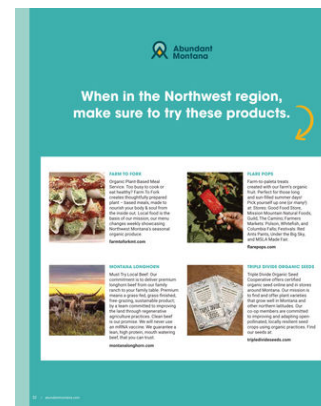 Abundant
Montana
When in the Northwest region,
make sure to try these products.
FARM TO FORK
Organic Plant-Based Meal
Service. Too busy to cook or
eat healthy? Farm To Fork
creates thoughtfully prepared
plant-based meals, made to
nourish your body & soul from
the inside out. Local food is the
basis of our mission; our menu
changes weekly showcasing
Northwest Montana's seasonal
organic produce.
farmtoforkmt.com
FLARE POPS
Farm-to-paleta treats
created with our farm's organic
fruit. Perfect for those long
and sun-filled summer days!
Pick yourself up one (or many!)
at: Stores: Good Food Store,
Mission Mountain Natural Foods,
Guild, The Camino; Farmers
Markets: Polson, Whitefish, and
Columbia Falls; Festivals: Red
Ants Pants, Under the Big Sky,
and MSLA Made Fair.
flarepops.com
MONTANA LONGHORN
Must Try Local Beef. Our
commitment is to deliver premium
longhorn beef from our family
ranch to your family table. Premium
means a grass fed, grass-finished,
free-grazing, sustainable product,
by a team committed to improving
the land through regenerative
agriculture practices. Clean beef
is our promise. We will never use
an mRNA vaccine. We guarantee a
lean, high protein, mouth watering
beef, that you can trust.
montanalonghorn.com
TRIPLE DIVIDE ORGANIC SEEDS
Triple Divide Organic Seed
Cooperative offers certified
organic seed online and in stores
around Montana. Our mission is
to find and offer plant varieties
that grow well in Montana and
other northern latitudes. Our
co-op members are committed
to improving and adapting open
pollinated, locally resilient seed
crops using organic practices. Find
our seeds at:
tripledivideseeds.com
abundantmontana.com